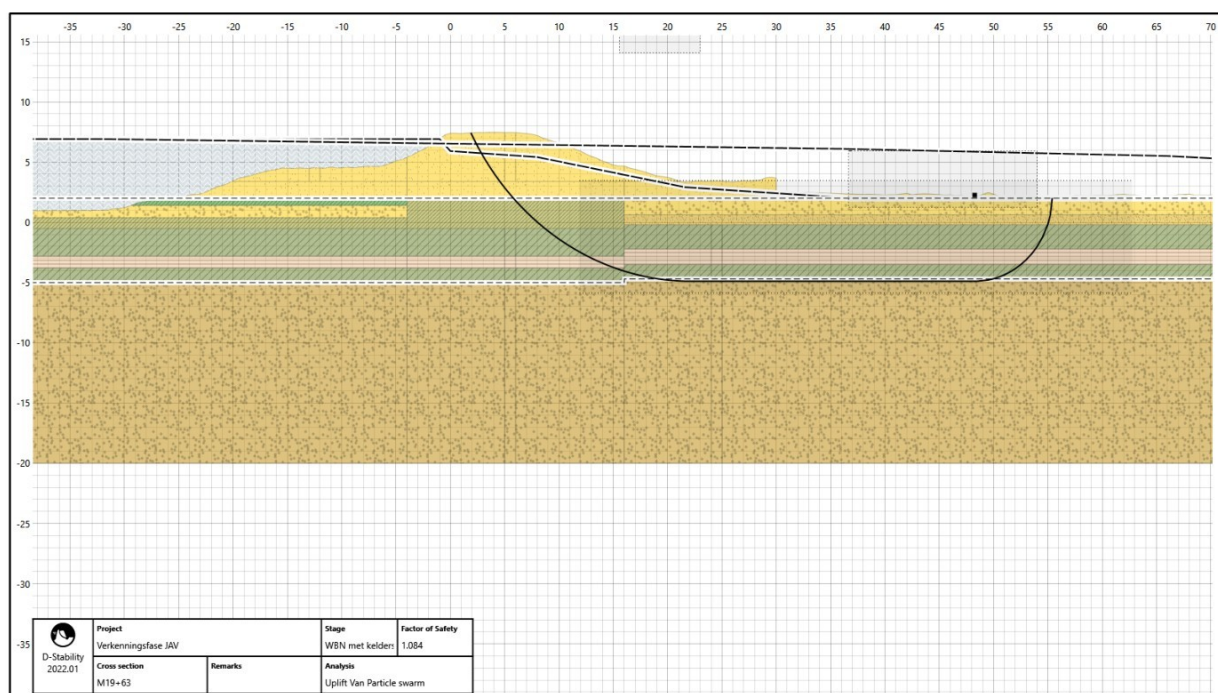 -35 -30 -25 -20 -15 -10 -5 0 5 10 15 20 25 30 35 40 45 50 55 60 65 70
15
10
5
0
-5
-10
-15
-20
-25
-30
-35
D-Stability
2022.01
Project
Verkenningsfase JAV
Stage
WBN met kelders
Factor of Safety
1.084
Cross section
M19+63
Remarks
Analysis
Uplift Van Particle swarm